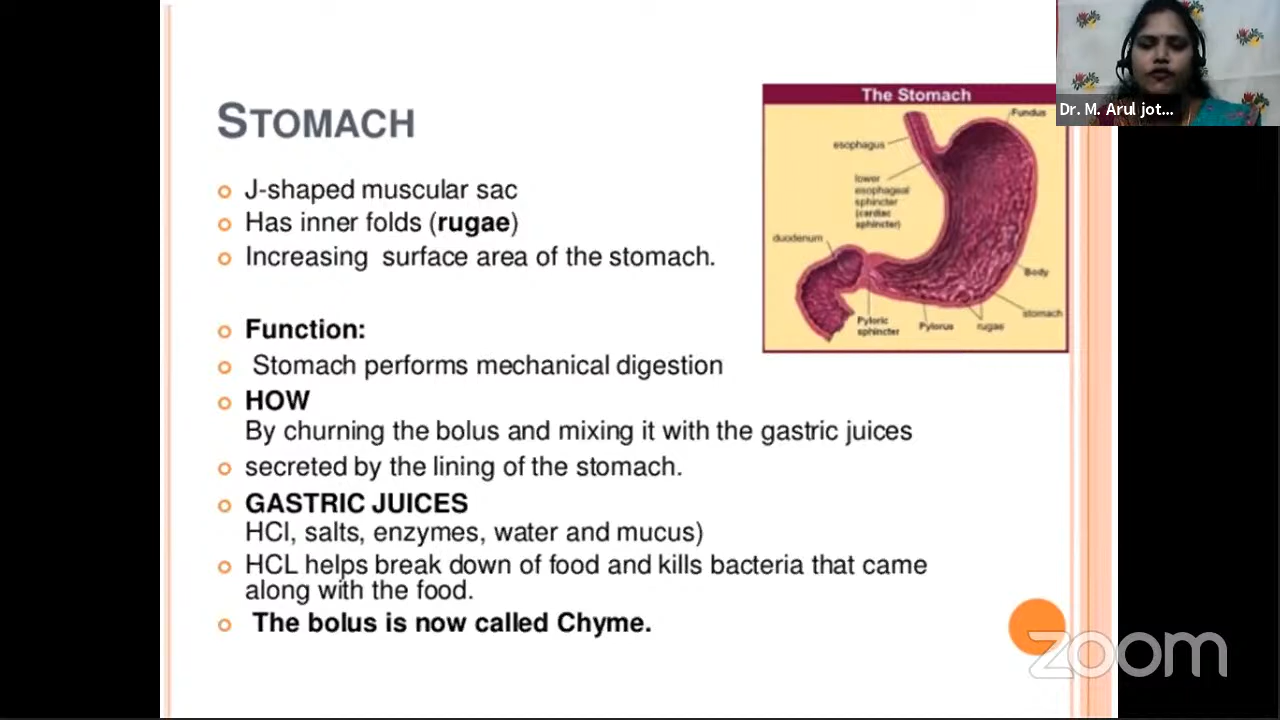 STOMACH
J-shaped muscular sac
Has inner folds (rugae)
Increasing surface area of the stomach.
Function:
Stomach performs mechanical digestion
HOW
By churning the bolus and mixing it with the gastric juices
secreted by the lining of the stomach.
GASTRIC JUICES
HCl, salts, enzymes, water and mucus)
HCL helps break down of food and kills bacteria that came
along with the food.
The bolus is now called Chyme.
The Stomach
Fundus
esophagus
lower
esophageal
sphincter
(cardiac
sphincter)
duodenum
Body
stomach
Pyloric
sphincter
Pylorus
rugae
Dr. M. Arul jot...
zoom